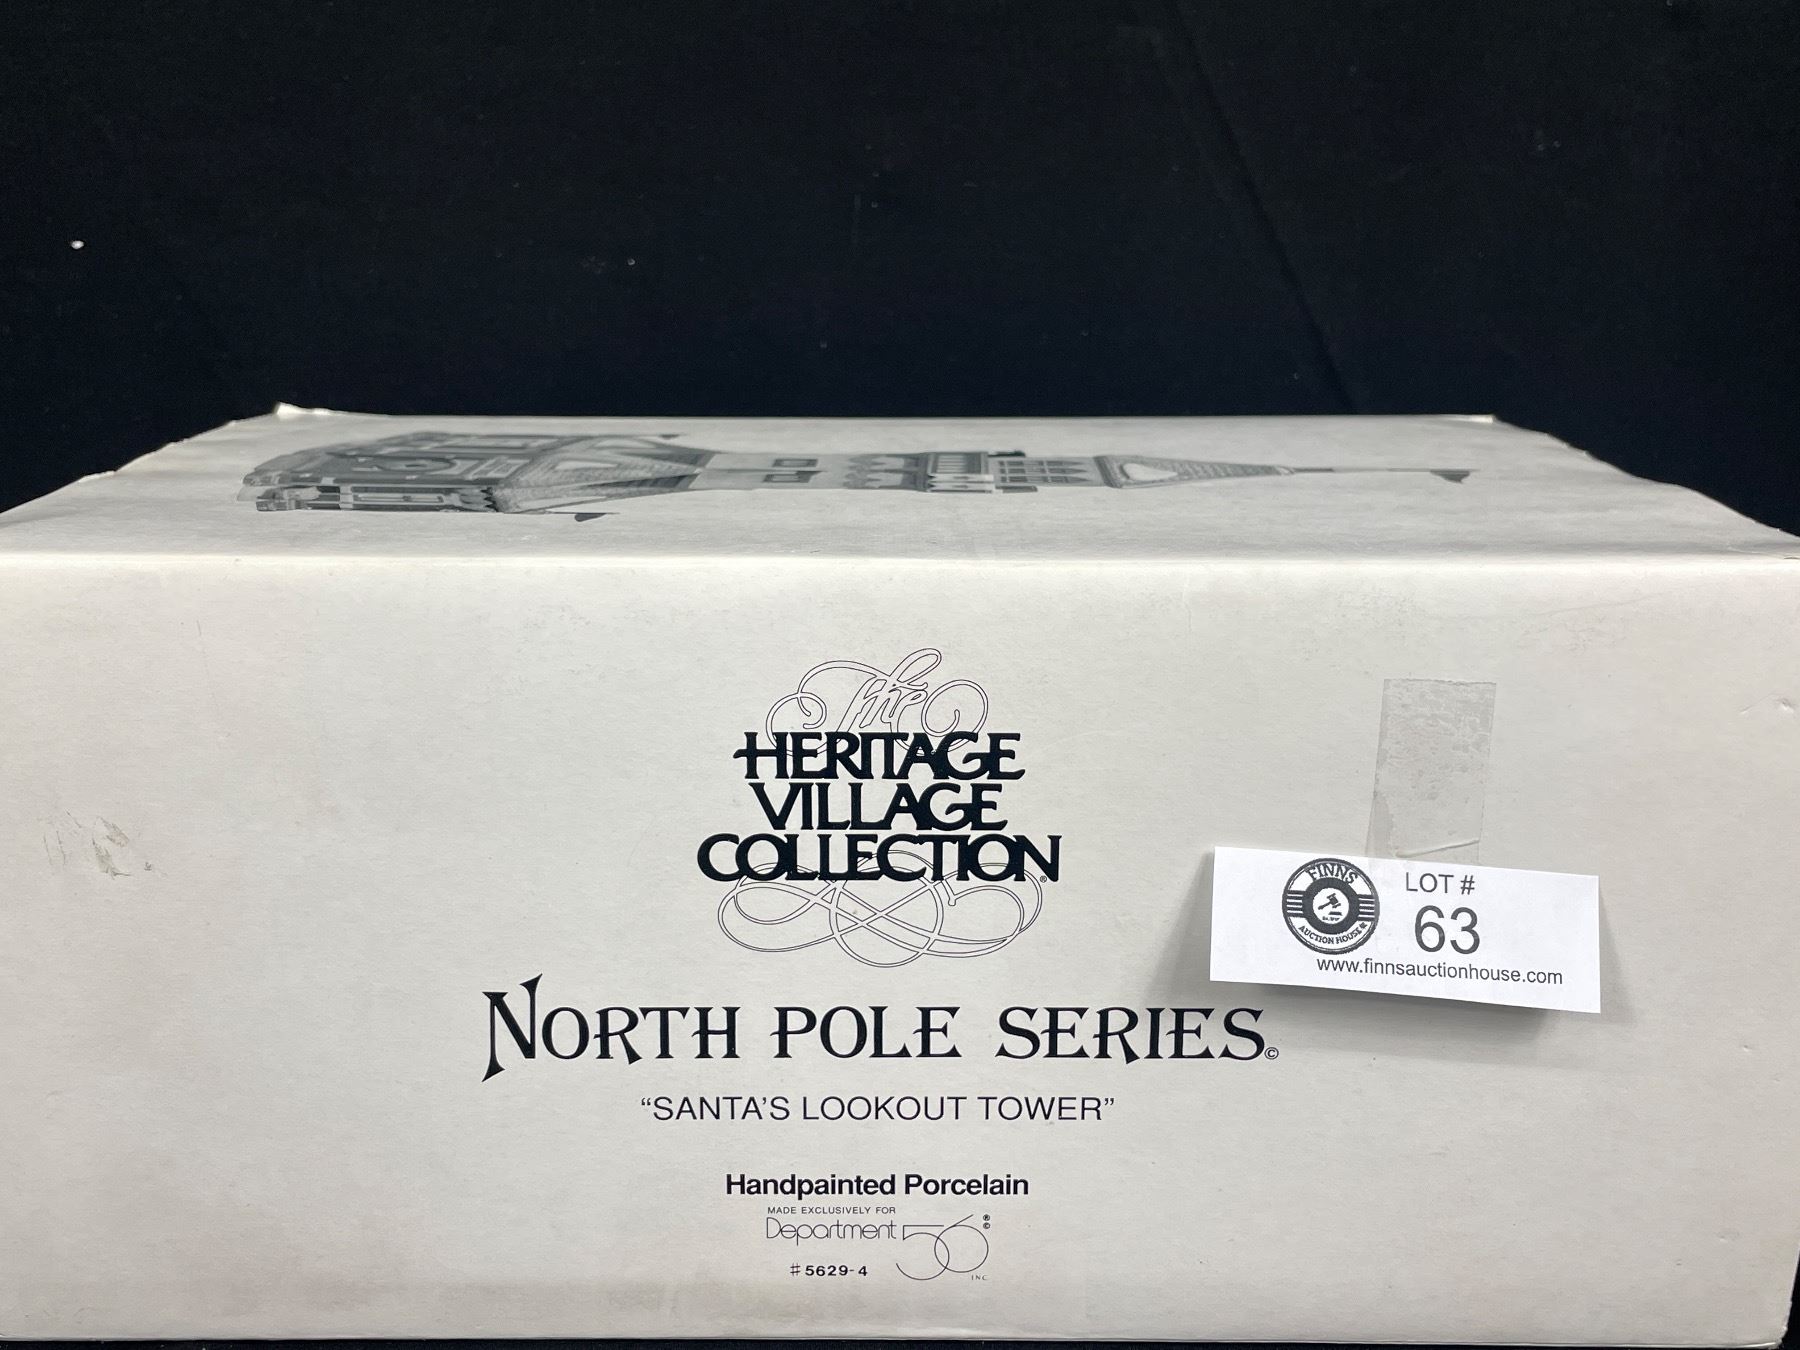 The
HERITAGE
VILLAGE
COLLECTION®
NORTH POLE SERIES©
“SANTA’S LOOKOUT TOWER”
Handpainted Porcelain
MADE EXCLUSIVELY FOR
Department 56®©
INC.
#5629-4
FINNS
AUCTION HOUSE
LOT #
63
www.finnsauctionhouse.com